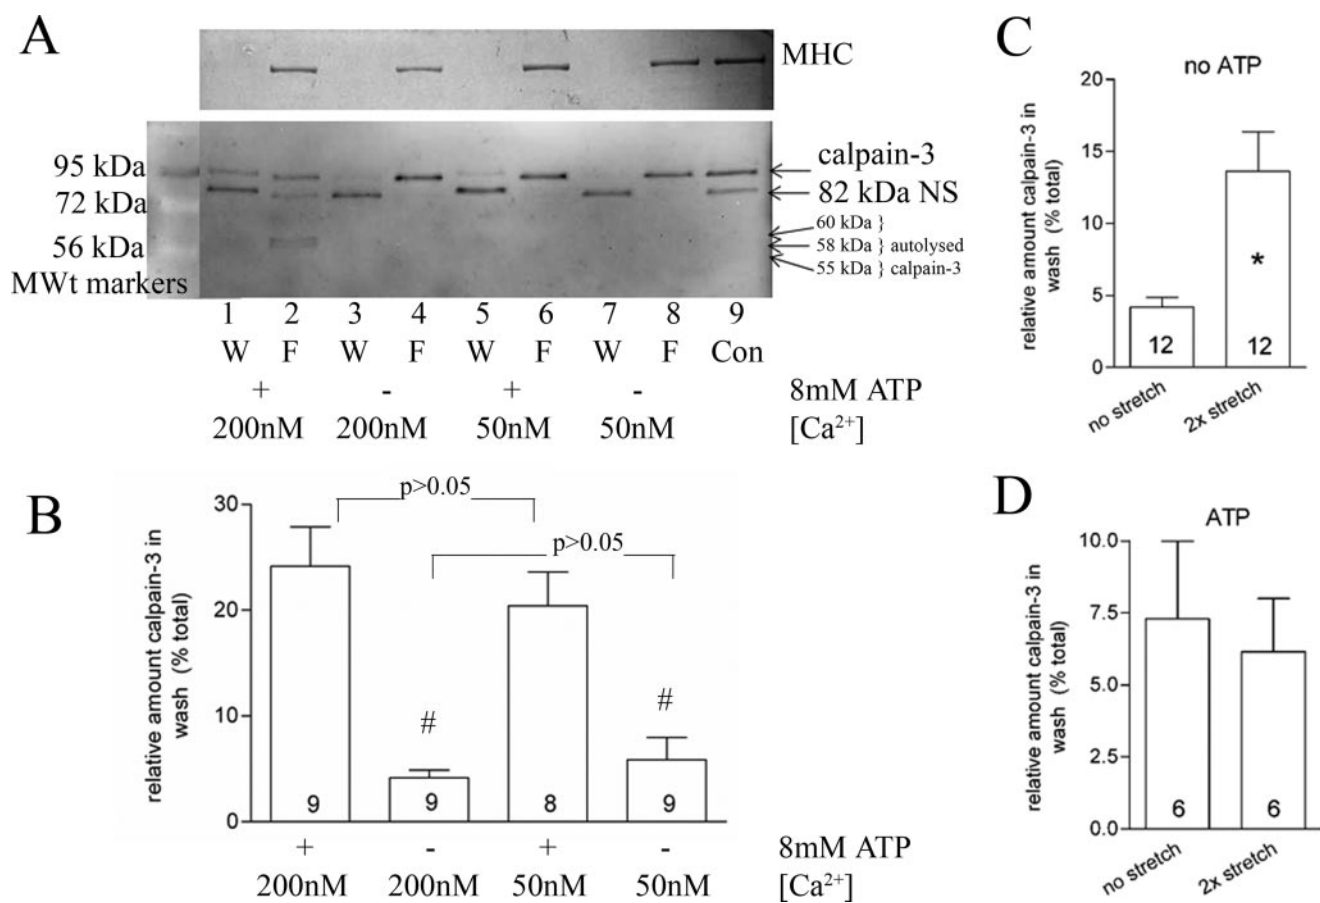 A
MHC
95 kDa
72 kDa
56 kDa
MWt markers
calpain-3
82 kDa NS
60 kDa }
58 kDa } autolysed
55 kDa } calpain-3
1 2 3 4 5 6 7 8 9
W F W F W F W F Con
+ - + - 8mM ATP
200nM 200nM 50nM 50nM [Ca²⁺]
B
p>0.05
p>0.05
relative amount calpain-3 in
wash (% total)
30
20
10
0
#
#
9 9 8 9
+ - + - 8mM ATP
200nM 200nM 50nM 50nM [Ca²⁺]
C
no ATP
relative amount calpain-3 in
wash (% total)
20
15
10
5
0
*
12 12
no stretch 2x stretch
D
ATP
relative amount calpain-3 in
wash (% total)
10.0
7.5
5.0
2.5
0.0
6 6
no stretch 2x stretch